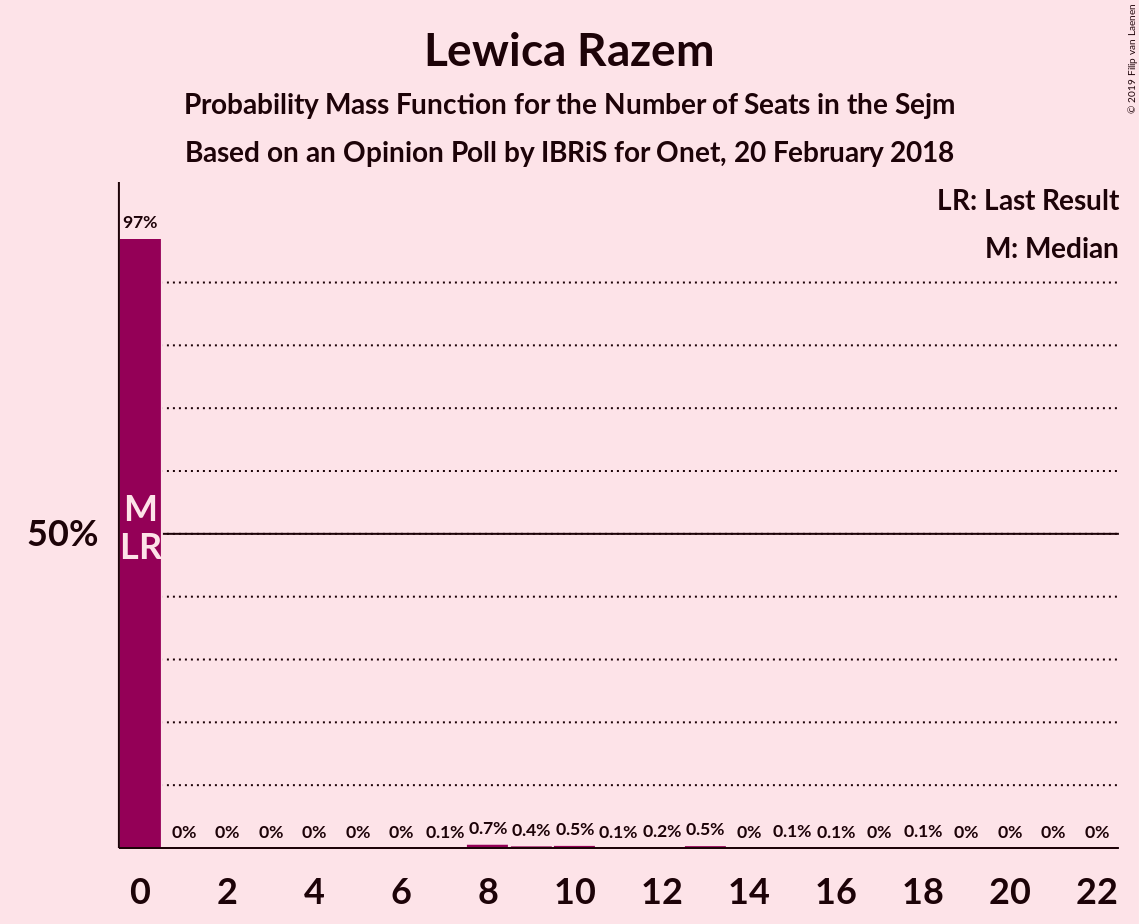 Lewica Razem
Probability Mass Function for the Number of Seats in the Sejm
Based on an Opinion Poll by IBRiS for Onet, 20 February 2018
© 2019 Filip van Laenen
LR: Last Result
M: Median
97%
M
LR
50%
0% 0% 0% 0% 0% 0% 0.1% 0.7% 0.4% 0.5% 0.1% 0.2% 0.5% 0% 0.1% 0.1% 0% 0.1% 0% 0% 0% 0%
0 2 4 6 8 10 12 14 16 18 20 22